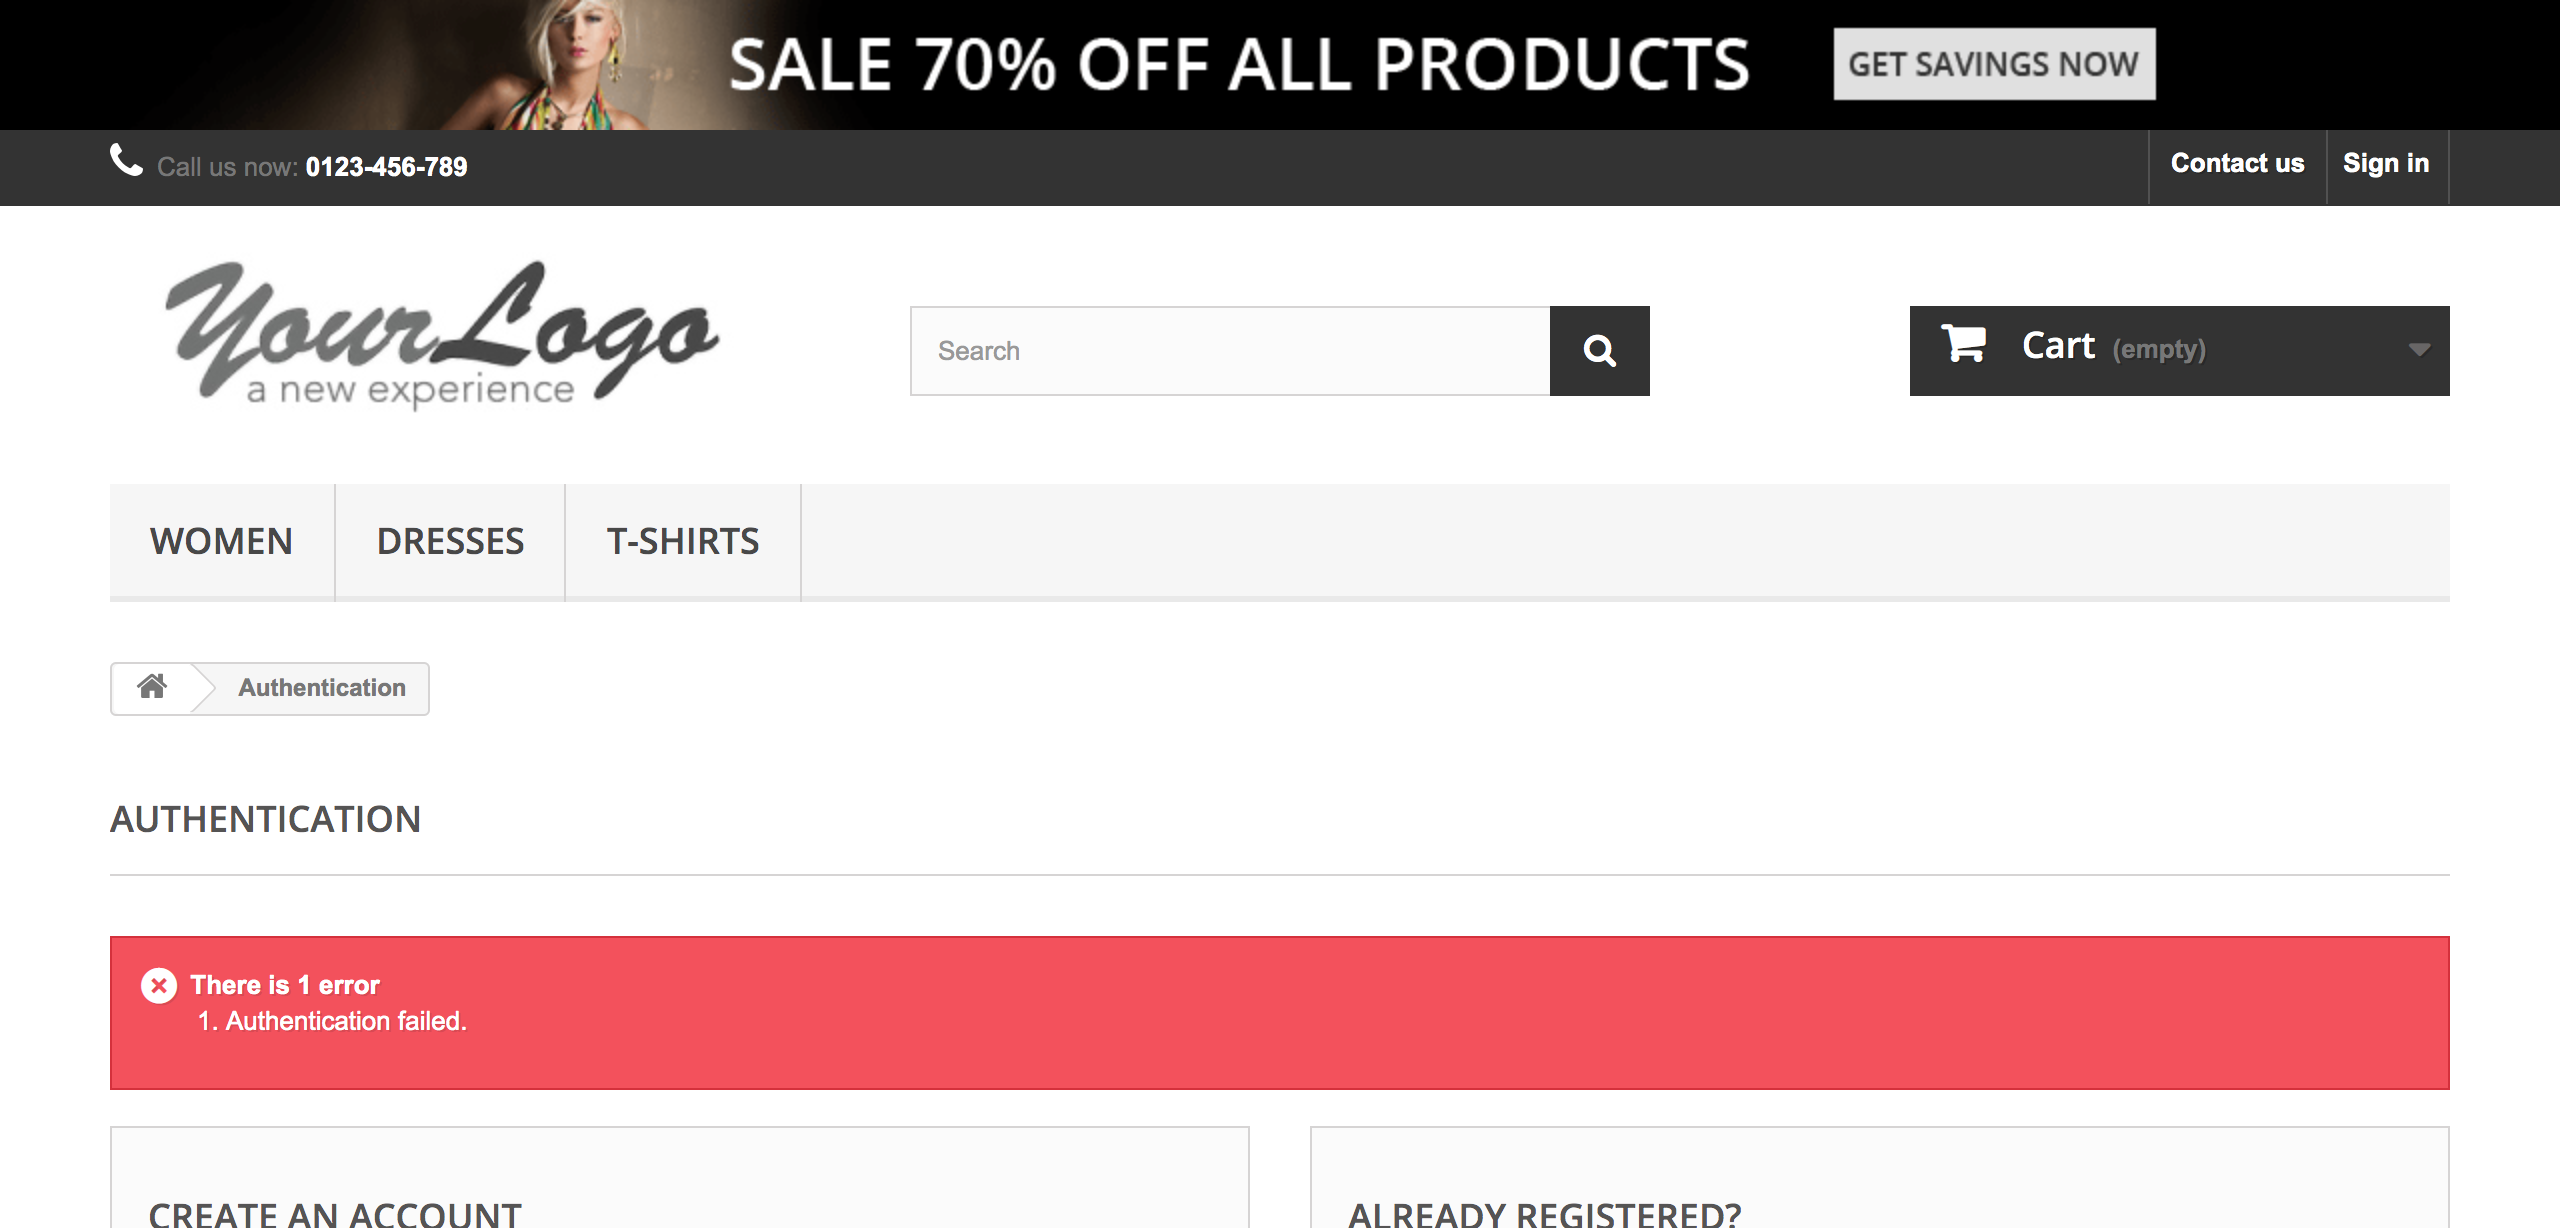 SALE 70% OFF ALL PRODUCTS
GET SAVINGS NOW
Call us now: 0123-456-789
Contact us
Sign in
Your Logo
a new experience
Search
Cart (empty)
WOMEN
DRESSES
T-SHIRTS
Authentication
AUTHENTICATION
There is 1 error
1. Authentication failed.
CREATE AN ACCOUNT
ALREADY REGISTERED?